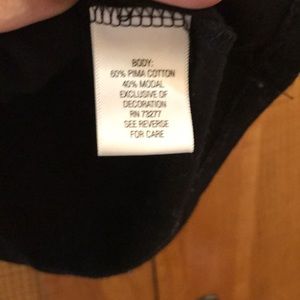 BODY:
60% PIMA COTTON
40% MODAL
EXCLUSIVE OF
DECORATION
RN 73277
SEE REVERSE
FOR CARE